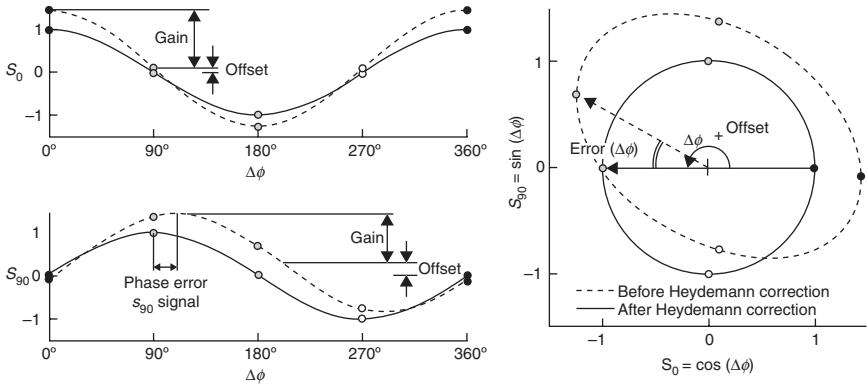 Gain
Offset
S0
1
0
−1
0° 90° 180° 270° 360°
Δϕ
Gain
Offset
Phase error
s90 signal
S90
1
0
−1
0° 90° 180° 270° 360°
Δϕ
S90 = sin (Δϕ)
1
0
−1
Error (Δϕ)
Δϕ
+ Offset
Before Heydemann correction
After Heydemann correction
−1 0 1
S0 = cos (Δϕ)